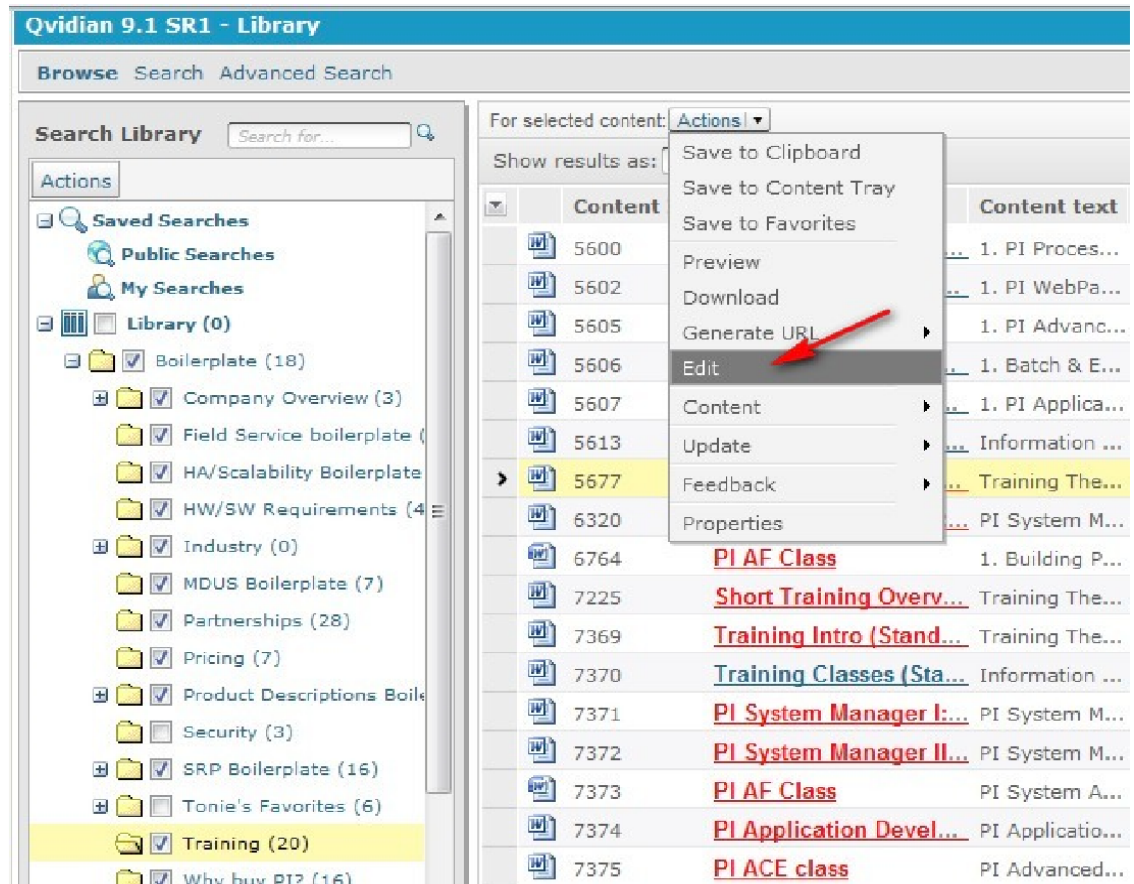 Qvidian 9.1 SR1 - Library
Browse Search Advanced Search
Search Library Search for...
Actions
Saved Searches
Public Searches
My Searches
Library (0)
Boilerplate (18)
Company Overview (3)
Field Service boilerplate (
HA/Scalability Boilerplate
HW/SW Requirements (4
Industry (0)
MDUS Boilerplate (7)
Partnerships (28)
Pricing (7)
Product Descriptions Boile
Security (3)
SRP Boilerplate (16)
Tonie's Favorites (6)
Training (20)
Why buy PI? (16)
For selected content: Actions
Show results as:
Save to Clipboard
Save to Content Tray
Save to Favorites
Preview
Download
Generate URL
Edit
Content
Update
Feedback
Properties
Content Content text
5600 ... 1. PI Proces...
5602 ... 1. PI WebPa...
5605 1. PI Advanc...
5606 ... 1. Batch & E...
5607 ... 1. PI Applica...
5613 ... Information ...
5677 ... Training The...
6320 ... PI System M...
6764 PI AF Class 1. Building P...
7225 Short Training Overv... Training The...
7369 Training Intro (Stand... Training The...
7370 Training Classes (Sta... Information ...
7371 PI System Manager I:... PI System M...
7372 PI System Manager II... PI System M...
7373 PI AF Class PI System A...
7374 PI Application Devel... PI Applicatio...
7375 PI ACE class PI Advanced...